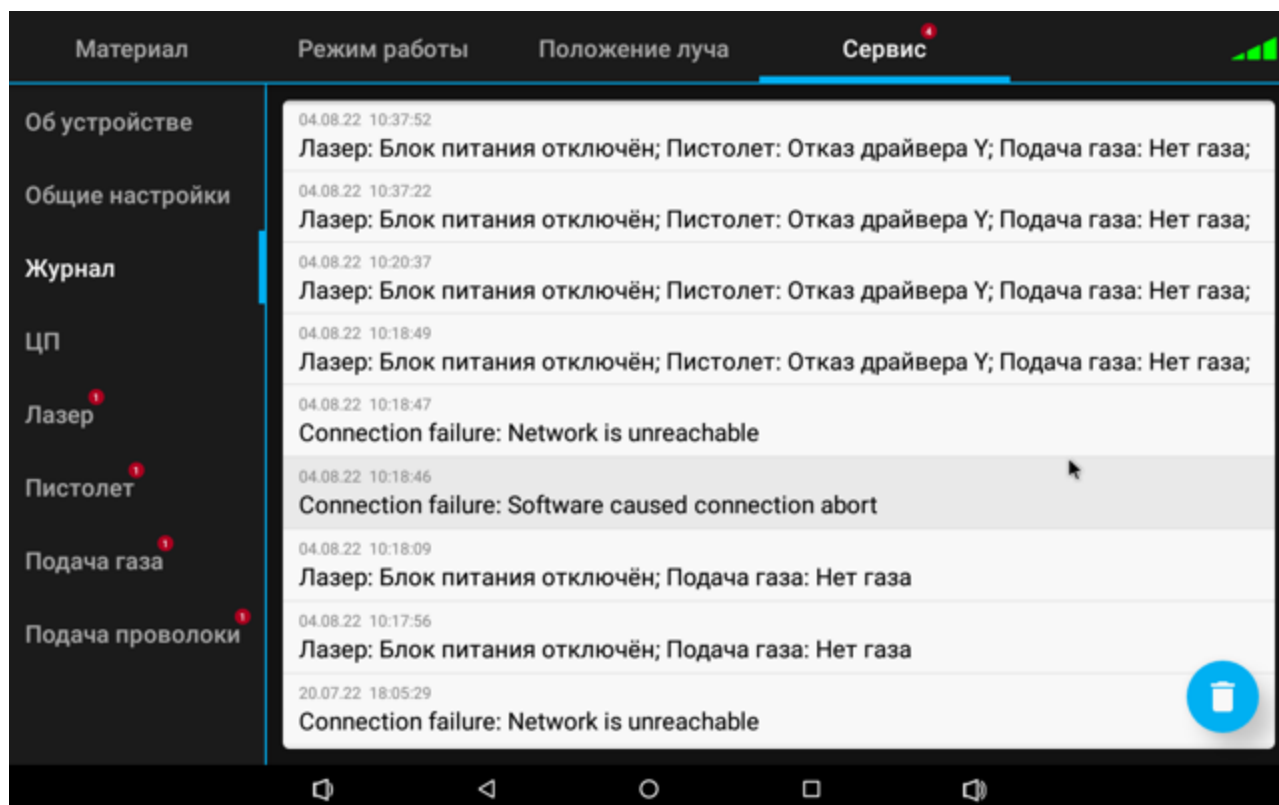 Материал
Режим работы
Положение луча
Сервис
4
Об устройстве
Общие настройки
Журнал
ЦП
Лазер
1
Пистолет
1
Подача газа
1
Подача проволоки
1
04.08.22 10:37:52
Лазер: Блок питания отключён; Пистолет: Отказ драйвера Y; Подача газа: Нет газа;
04.08.22 10:37:22
Лазер: Блок питания отключён; Пистолет: Отказ драйвера Y; Подача газа: Нет газа;
04.08.22 10:20:37
Лазер: Блок питания отключён; Пистолет: Отказ драйвера Y; Подача газа: Нет газа;
04.08.22 10:18:49
Лазер: Блок питания отключён; Пистолет: Отказ драйвера Y; Подача газа: Нет газа;
04.08.22 10:18:47
Connection failure: Network is unreachable
04.08.22 10:18:46
Connection failure: Software caused connection abort
04.08.22 10:18:09
Лазер: Блок питания отключён; Подача газа: Нет газа
04.08.22 10:17:56
Лазер: Блок питания отключён; Подача газа: Нет газа
20.07.22 18:05:29
Connection failure: Network is unreachable